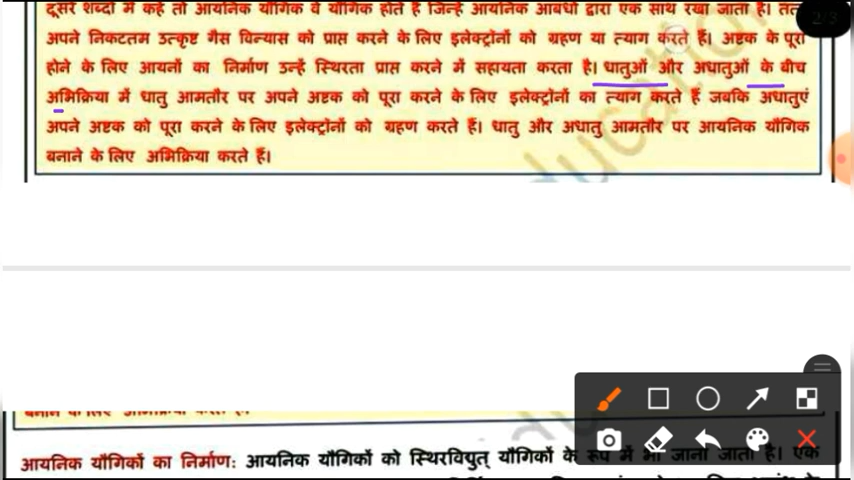 दूसरे शब्दों में कहें तो आयनिक यौगिक वे यौगिक होते हैं जिन्हें आयनिक आबंधों द्वारा एक साथ रखा जाता है।
अपने निकटतम उत्कृष्ट गैस विन्यास को प्राप्त करने के लिए इलेक्ट्रॉनों को ग्रहण या त्याग करते हैं। अष्टक के पूरा
होने के लिए आयनों का निर्माण उन्हें स्थिरता प्राप्त करने में सहायता करता है। धातुओं और अधातुओं के बीच
अभिक्रिया में धातु आमतौर पर अपने अष्टक को पूरा करने के लिए इलेक्ट्रॉनों का त्याग करते हैं जबकि अधातुएं
अपने अष्टक को पूरा करने के लिए इलेक्ट्रॉनों को ग्रहण करते हैं। धातु और अधातु आमतौर पर आयनिक यौगिक
बनाने के लिए अभिक्रिया करते हैं।
आयनिक यौगिकों का निर्माण: आयनिक यौगिकों को स्थिरविद्युत् यौगिकों के रूप में भी जाना जाता है। एक